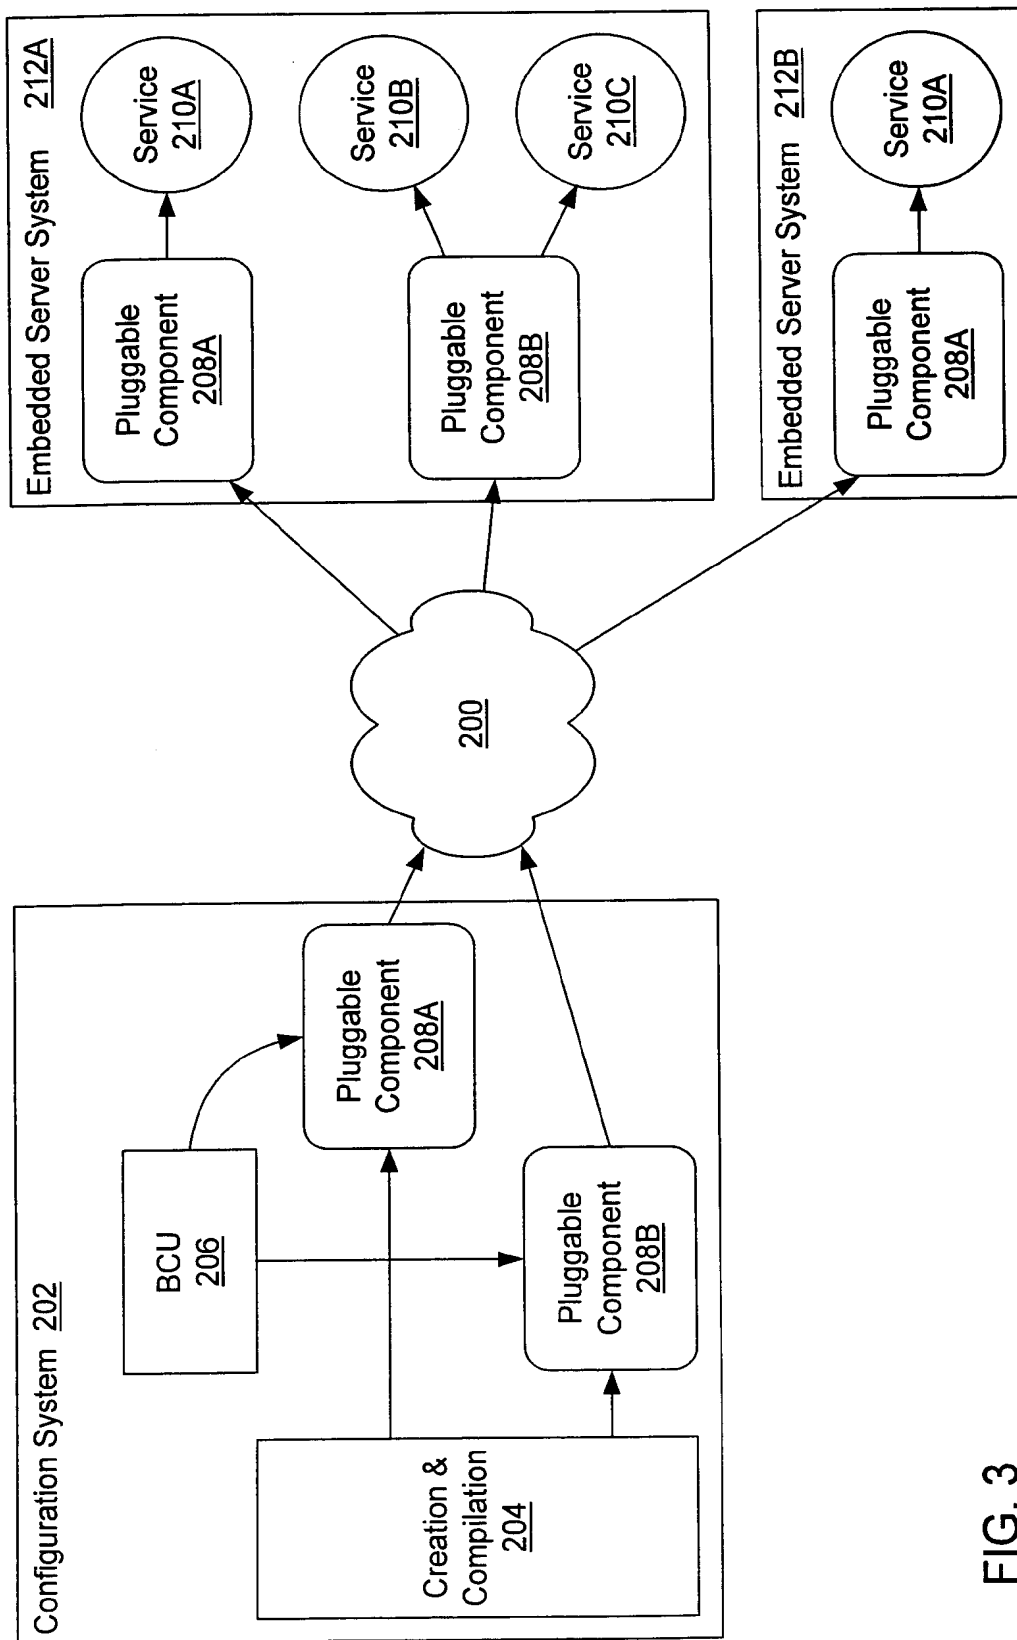 Configuration System 202
BCU
206
Creation &
Compilation
204
Pluggable
Component
208A
Pluggable
Component
208B
200
Embedded Server System 212A
Pluggable
Component
208A
Service
210A
Pluggable
Component
208B
Service
210B
Service
210C
Embedded Server System 212B
Pluggable
Component
208A
Service
210A
FIG. 3